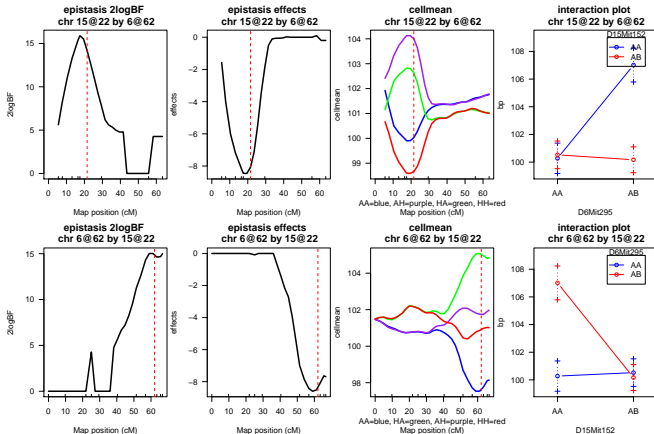 epistasis 2logBF
chr 15@22 by 6@62
15
10
5
0
2logBF
0 10 20 30 40 50 60
Map position (cM)
epistasis effects
chr 15@22 by 6@62
0
−2
−4
−6
−8
effects
0 10 20 30 40 50 60
Map position (cM)
cellmean
chr 15@22 by 6@62
104
103
102
101
100
99
cellmean
0 10 20 30 40 50 60
AA=blue, AH=purple, HA=green, HH=red
Map position (cM)
interaction plot
chr 15@22 by 6@62
D15Mit152
AA
AB
108
106
104
102
100
bp
AA AB
D6Mit295
epistasis 2logBF
chr 6@62 by 15@22
15
10
5
0
2logBF
0 10 20 30 40 50 60
Map position (cM)
epistasis effects
chr 6@62 by 15@22
0
−2
−4
−6
−8
effects
0 10 20 30 40 50 60
Map position (cM)
cellmean
chr 6@62 by 15@22
104
102
100
98
cellmean
0 10 20 30 40 50 60
AA=blue, HA=green, AH=purple, HH=red
Map position (cM)
interaction plot
chr 6@62 by 15@22
D6Mit295
AA
AB
108
106
104
102
100
bp
AA AB
D15Mit152